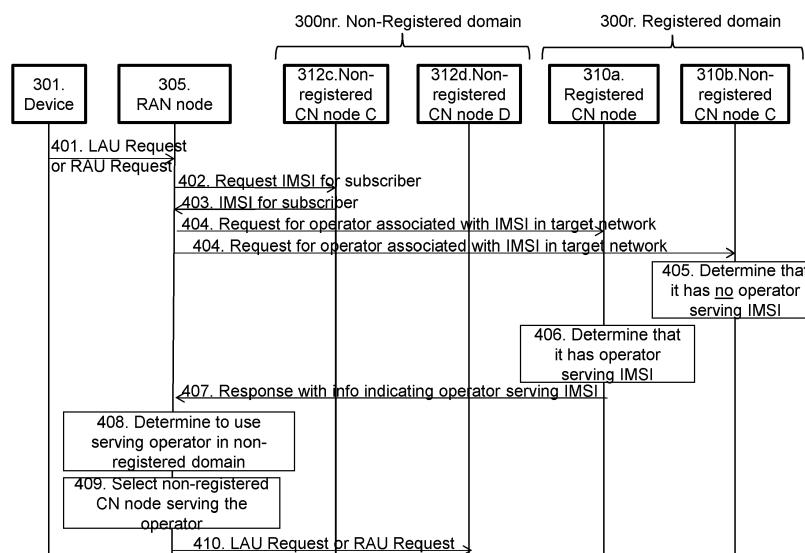 300nr. Non-Registered domain
300r. Registered domain
301.
Device
305.
RAN node
312c.Non-
registered
CN node C
312d.Non-
registered
CN node D
310a.
Registered
CN node
310b.Non-
registered
CN node C
401. LAU Request
or RAU Request
402. Request IMSI for subscriber
403. IMSI for subscriber
404. Request for operator associated with IMSI in target network
404. Request for operator associated with IMSI in target network
405. Determine that
it has no operator
serving IMSI
406. Determine that
it has operator
serving IMSI
407. Response with info indicating operator serving IMSI
408. Determine to use
serving operator in non-
registered domain
409. Select non-registered
CN node serving the
operator
410. LAU Request or RAU Request